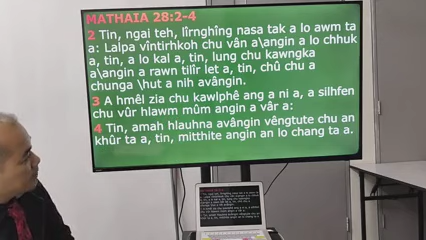 MATHAIA 28:2-4
2 Tin, ngai teh, lîrnghîng nasa tak a lo awm ta
a: Lalpa vîntirhkoh chu vân a\angin a lo chhuk
a, tin, a lo kal a, tin, lung chu kawngka
a\angin a rawn tilîr let a, tin, chû chu a
chunga \hut a nih avângin.
3 A hmêl zia chu kawlphê ang a ni a, a silhfen
chu vûr hlawm mûm angin a vâr a:
4 Tin, amah hlauhna avângin vêngtute chu an
khûr ta a, tin, mitthite angin an lo chang ta a.